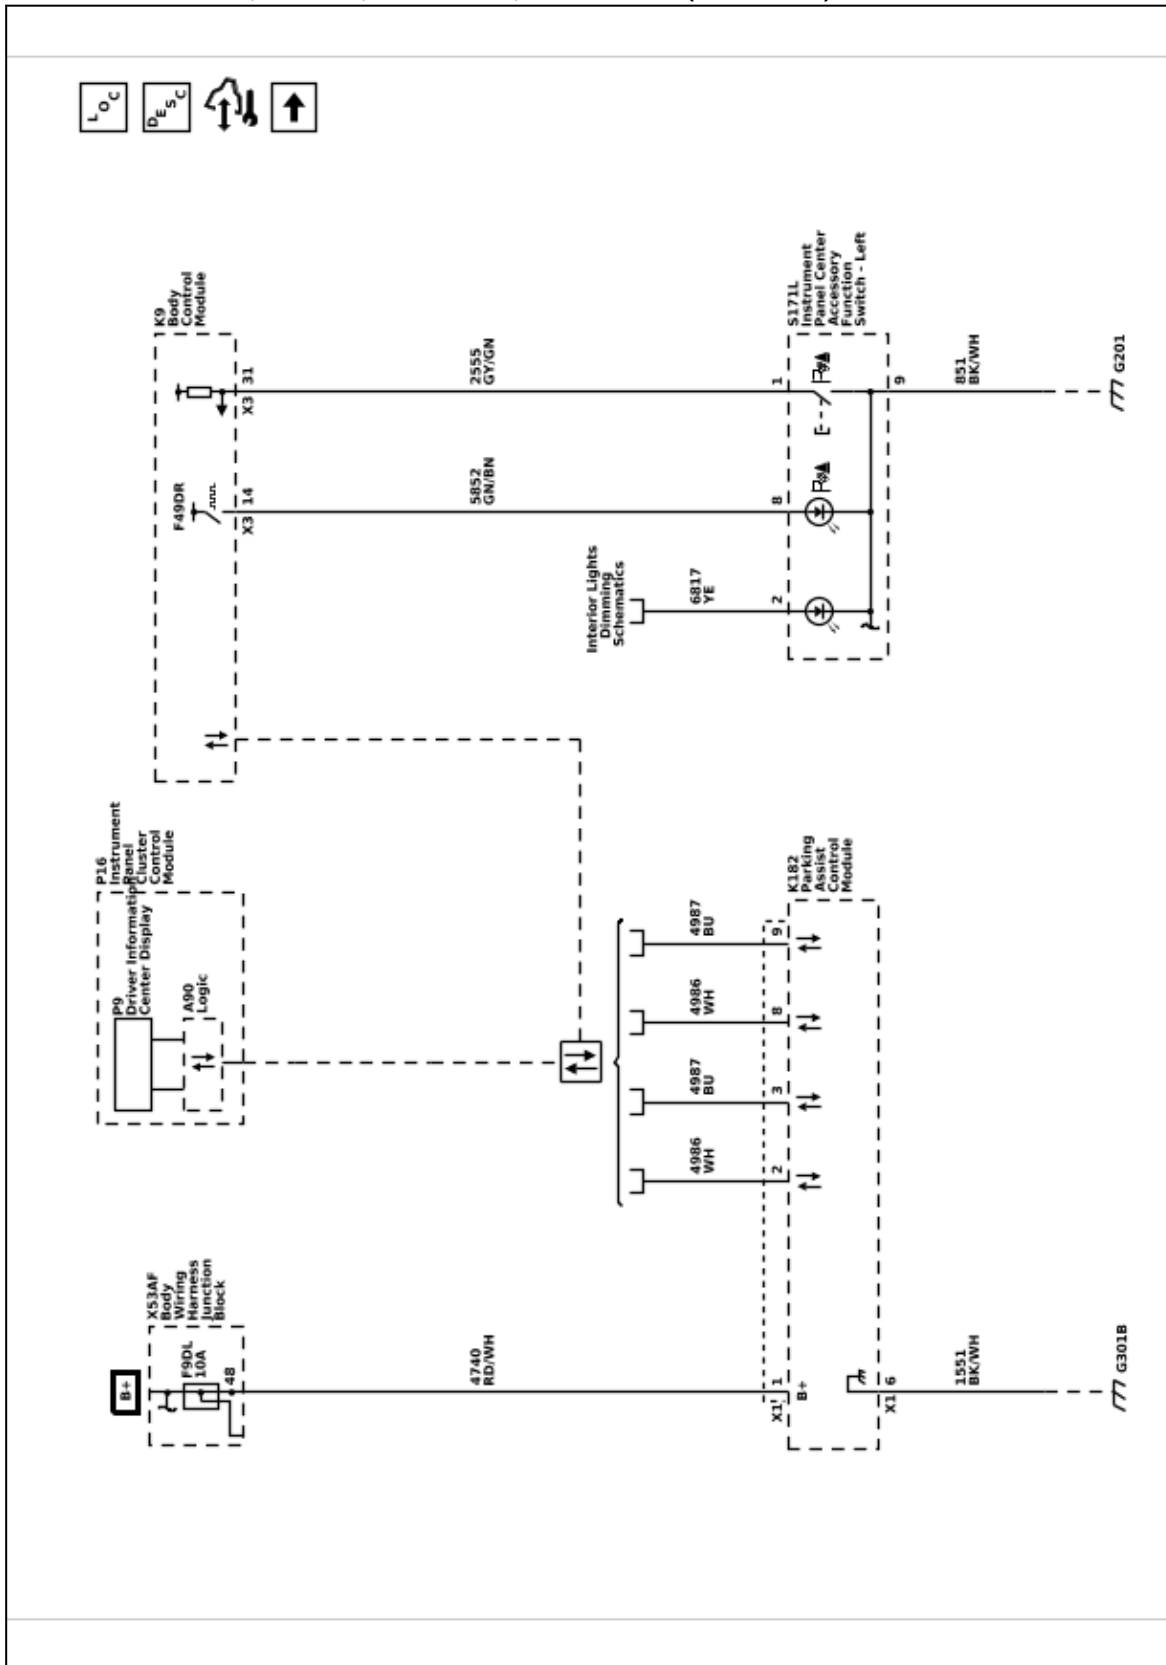 LOC
DESC
K9
Body
Control
Module
X3 31
2555
GY/GN
F49DR
X3 14
5852
GN/BN
S171L
Instrument
Panel Center
Accessory
Function
Switch - Left
1
8
2
9
851
BK/WH
G201
Interior Lights
Dimming
Schematics
6817
YE
P16
Instrument
Panel
Cluster
Control
Module
P9
Driver Information
Center Display
A90
Logic
K182
Parking
Assist
Control
Module
4987
BU
9
4986
WH
8
4987
BU
3
4986
WH
2
X53AF
Body
Wiring
Harness
Junction
Block
B+
F9DL
10A
48
4740
RD/WH
X1 1
B+
X1 6
1551
BK/WH
G301B